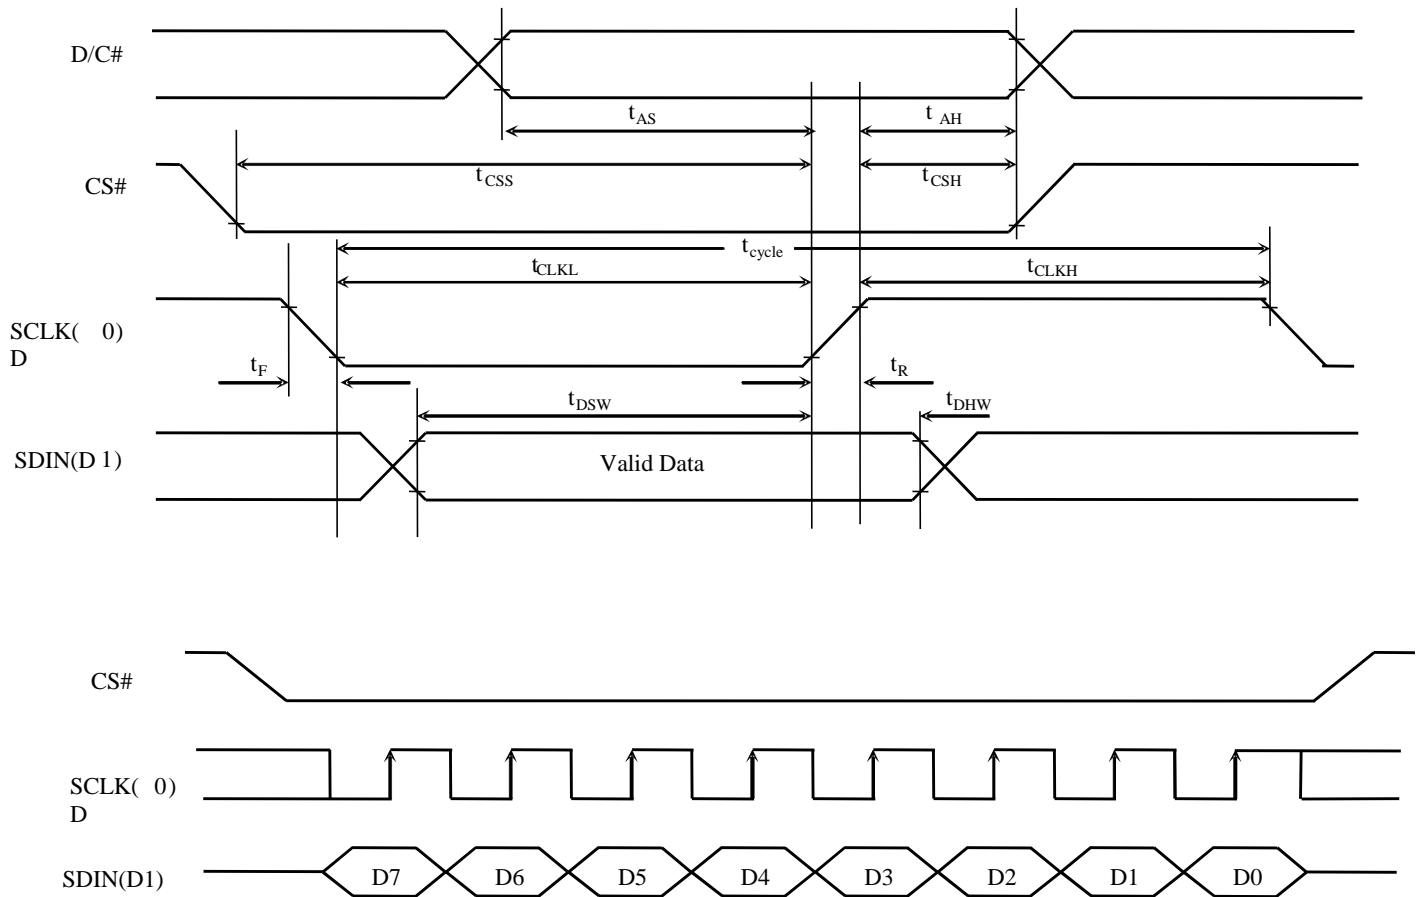 D/C#
tAS
tAH
CS#
tCSS
tCSH
tcycle
tCLKL
tCLKH
SCLK( 0)
D
tF
tR
tDSW
tDHW
SDIN(D 1)
Valid Data
CS#
SCLK( 0)
D
SDIN(D1)
D7 D6 D5 D4 D3 D2 D1 D0